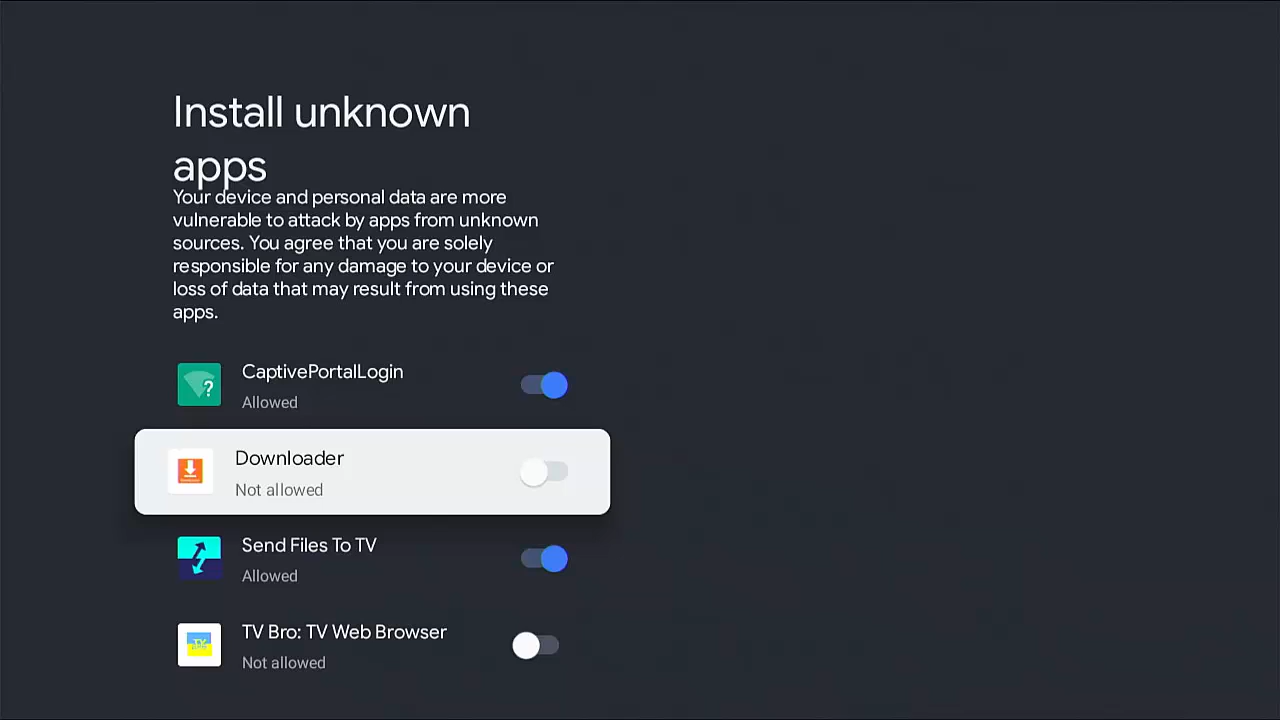 Install unknown
apps
Your device and personal data are more
vulnerable to attack by apps from unknown
sources. You agree that you are solely
responsible for any damage to your device or
loss of data that may result from using these
apps.
CaptivePortalLogin
Allowed
Downloader
Not allowed
Send Files To TV
Allowed
TV Bro: TV Web Browser
Not allowed